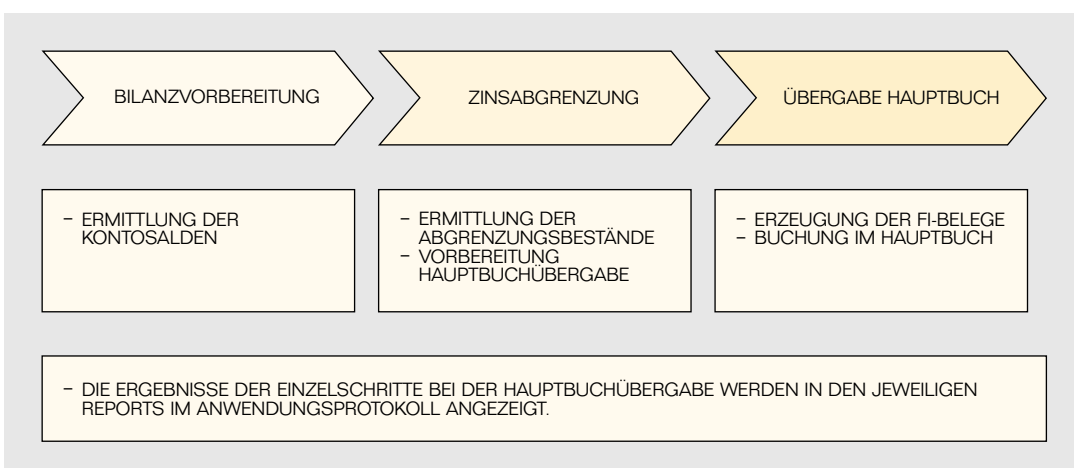 BILANZVORBEREITUNG
ZINSABGRENZUNG
ÜBERGABE HAUPTBUCH
– ERMITTLUNG DER
KONTOSALDEN
– ERMITTLUNG DER
ABGRENZUNGSBESTÄNDE
– VORBEREITUNG
HAUPTBUCHÜBERGABE
– ERZEUGUNG DER FI-BELEGE
– BUCHUNG IM HAUPTBUCH
– DIE ERGEBNISSE DER EINZELSCHRITTE BEI DER HAUPTBUCHÜBERGABE WERDEN IN DEN JEWEILIGEN
REPORTS IM ANWENDUNGSPROTOKOLL ANGEZEIGT.